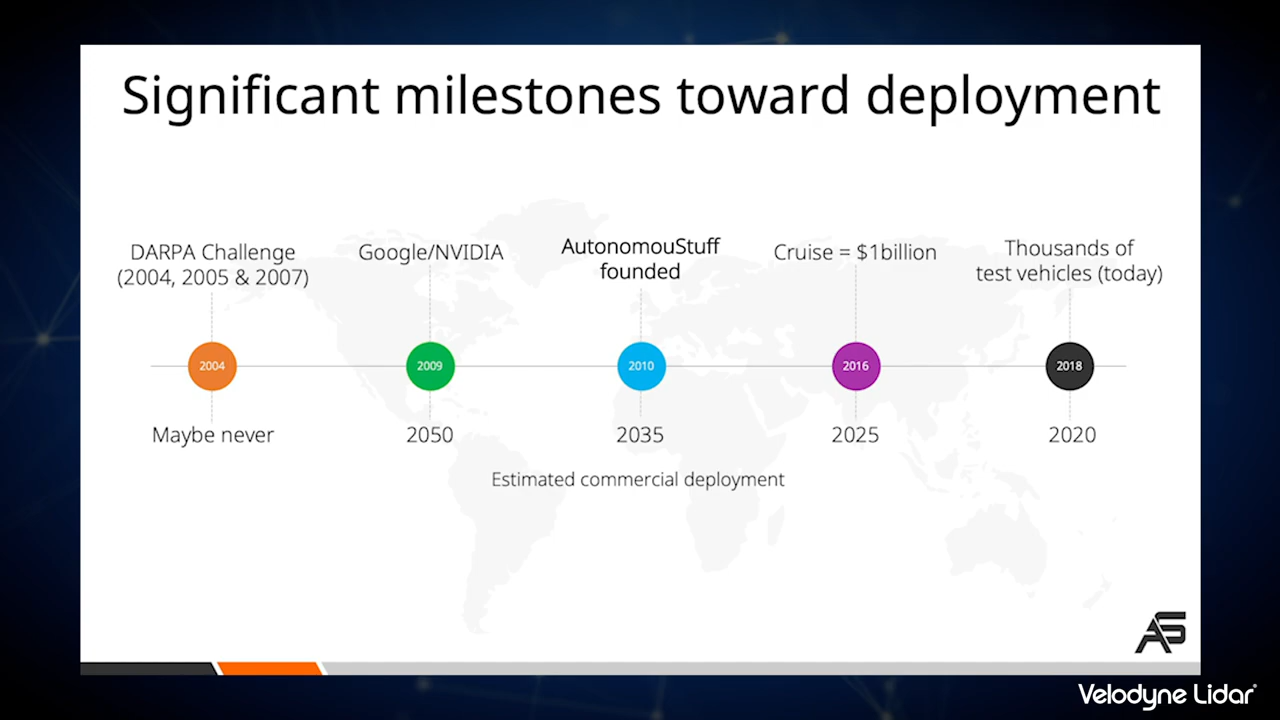 Significant milestones toward deployment
DARPA Challenge
(2004, 2005 & 2007)
Google/NVIDIA
AutonomouStuff
founded
Cruise = $1billion
Thousands of
test vehicles (today)
2004
2009
2010
2016
2018
Maybe never
2050
2035
2025
2020
Estimated commercial deployment
AS
Velodyne Lidar®